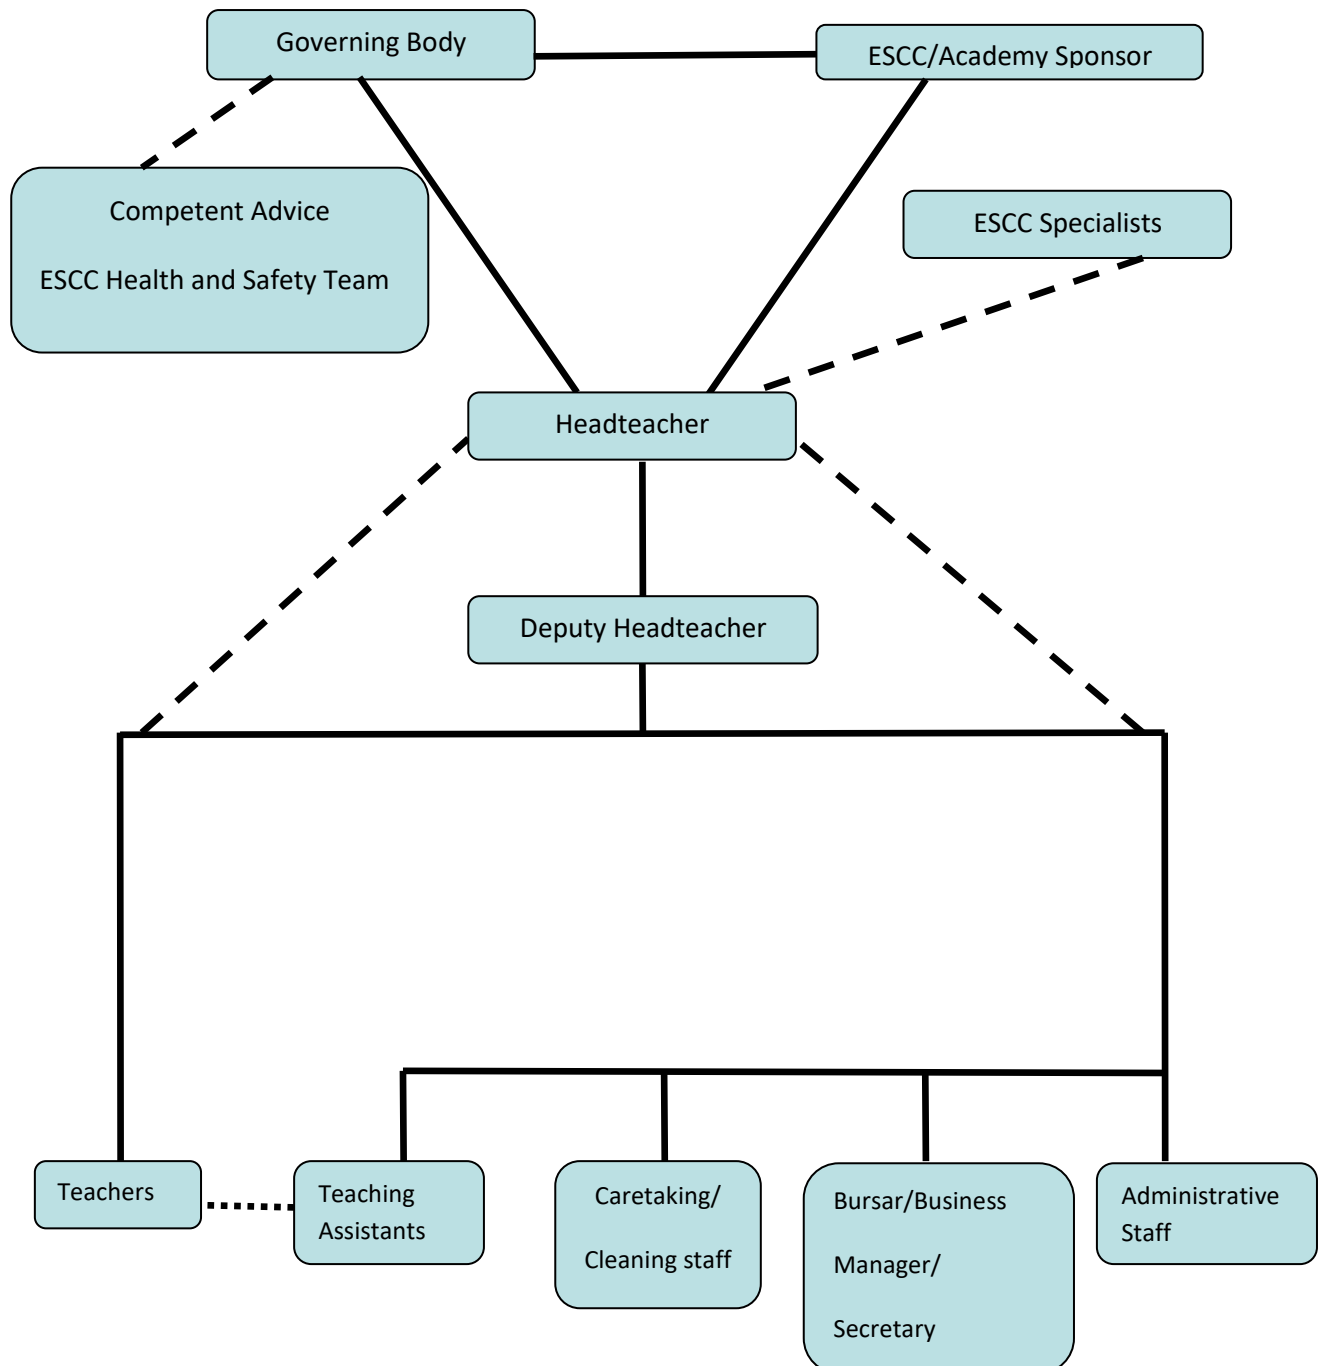 Governing Body
ESCC/Academy Sponsor
Competent Advice
ESCC Health and Safety Team
ESCC Specialists
Headteacher
Deputy Headteacher
Teachers
Teaching
Assistants
Caretaking/
Cleaning staff
Bursar/Business
Manager/
Secretary
Administrative
Staff